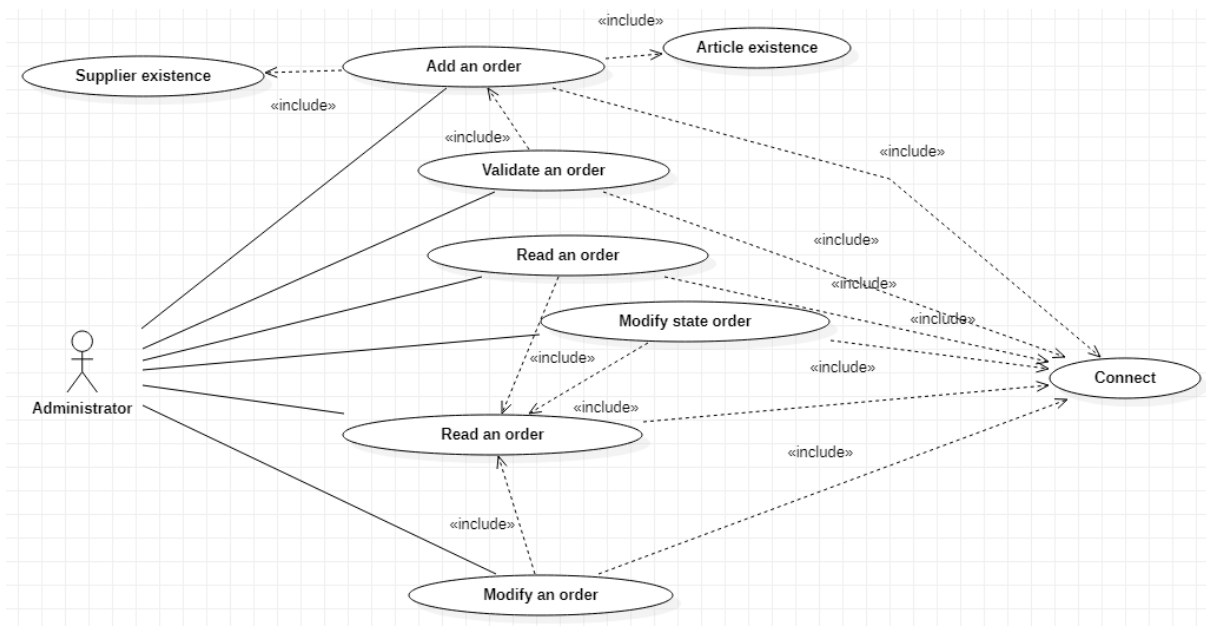 «include»
Article existence
Add an order
Supplier existence
«include»
«include»
«include»
Validate an order
«include»
Read an order
«include»
Modify state order
«include»
«include»
«include»
Connect
Administrator
«include»
Read an order
«include»
«include»
Modify an order